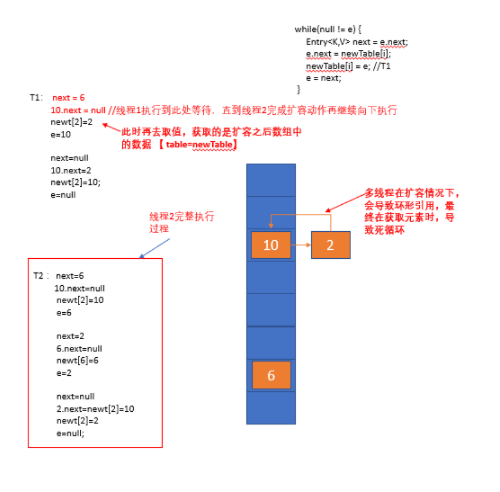 while(null != e) {
Entry<K,V> next = e.next;
e.next = newTable[i];
newTable[i] = e; //T1
e = next;
}
T1: next = 6
10.next = null //线程1执行到此处等待，直到线程2完成扩容动作再继续向下执行
newt[2]=2
e=10
此时再去取值，获取的是扩容之后数组中
的数据 【 table=newTable】
next=null
10.next=2
newt[2]=10;
e=null
线程2完整执行
过程
多线程在扩容情况下，
会导致环形引用，最
终在获取元素时，导
致死循环
10
2
6
T2： next=6
10.next=null
newt[2]=10
e=6
next=2
6.next=null
newt[6]=6
e=2
next=null
2.next=newt[2]=10
newt[2]=2
e=null;